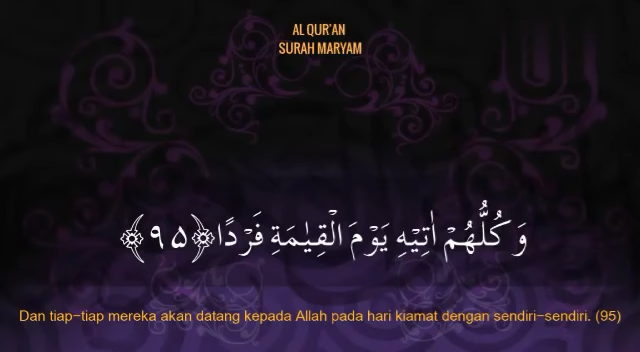 AL QUR'AN
SURAH MARYAM
وَكُلُّهُمْ اٰتِيْهِ يَوْمَ الْقِيٰمَةِ فَرْدًا﴿۹۵﴾
Dan tiap-tiap mereka akan datang kepada Allah pada hari kiamat dengan sendiri-sendiri. (95)